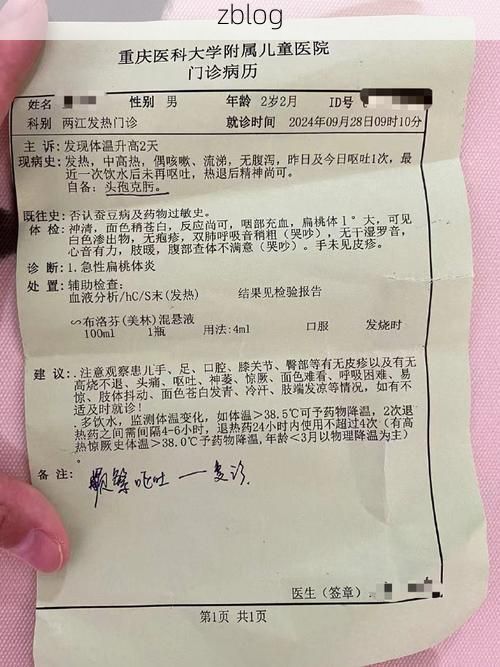 zblog
重庆医科大学附属儿童医院
门诊病历
姓名 性别 男 年龄 2岁2月 ID号
科别 两江发热门诊 就诊时间 2024年09月28日09时10分
主 诉：发现体温升高2天
现病史：发热，中高热，偶咳嗽、流涕，无腹泻，昨日及今日呕吐1次，最
近一次饮水后未再呕吐，热退后精神尚可。
自备：头孢克肟。
既往史：否认蚕豆病及药物过敏史。
体 检：神清，面色稍苍白，反应尚可，咽部充血，扁桃体1°大，可见
白色渗出物，无疱疹，双肺呼吸音稍粗（哭吵），无干湿罗音，
心音有力，肢暖，腹部查体不满意（哭吵）。手未见皮疹。
诊 断：1.急性扁桃体炎
处 置：辅助检查：
血液分析/hC/S末(发热) 结果见检验报告
∽布洛芬(美林)混悬液
100ml 1瓶 用法：4ml 口服 发烧时
建 议：.注意观察患儿手、足、口腔、膝关节、臀部等有无皮疹以及有无
高烧不退、头痛、呕吐、神萎、惊厥、面色难看、呼吸困难、易
惊、肢体抖动、面色苍白发青、冷汗、肢端发凉等情况，如有不
适及时就诊！
多饮水，监测体温变化，如体温＞38.5℃可予药物降温，2次退
热药之间需间隔4-6小时，退热药24小时内使用不超过4次（有高
热惊厥史体温＞38.0℃予药物降温,年龄＜3月以物理降温为主）
。
备 注：
频繁呕吐 — 复诊
医生（签章）：
第1页 共1页